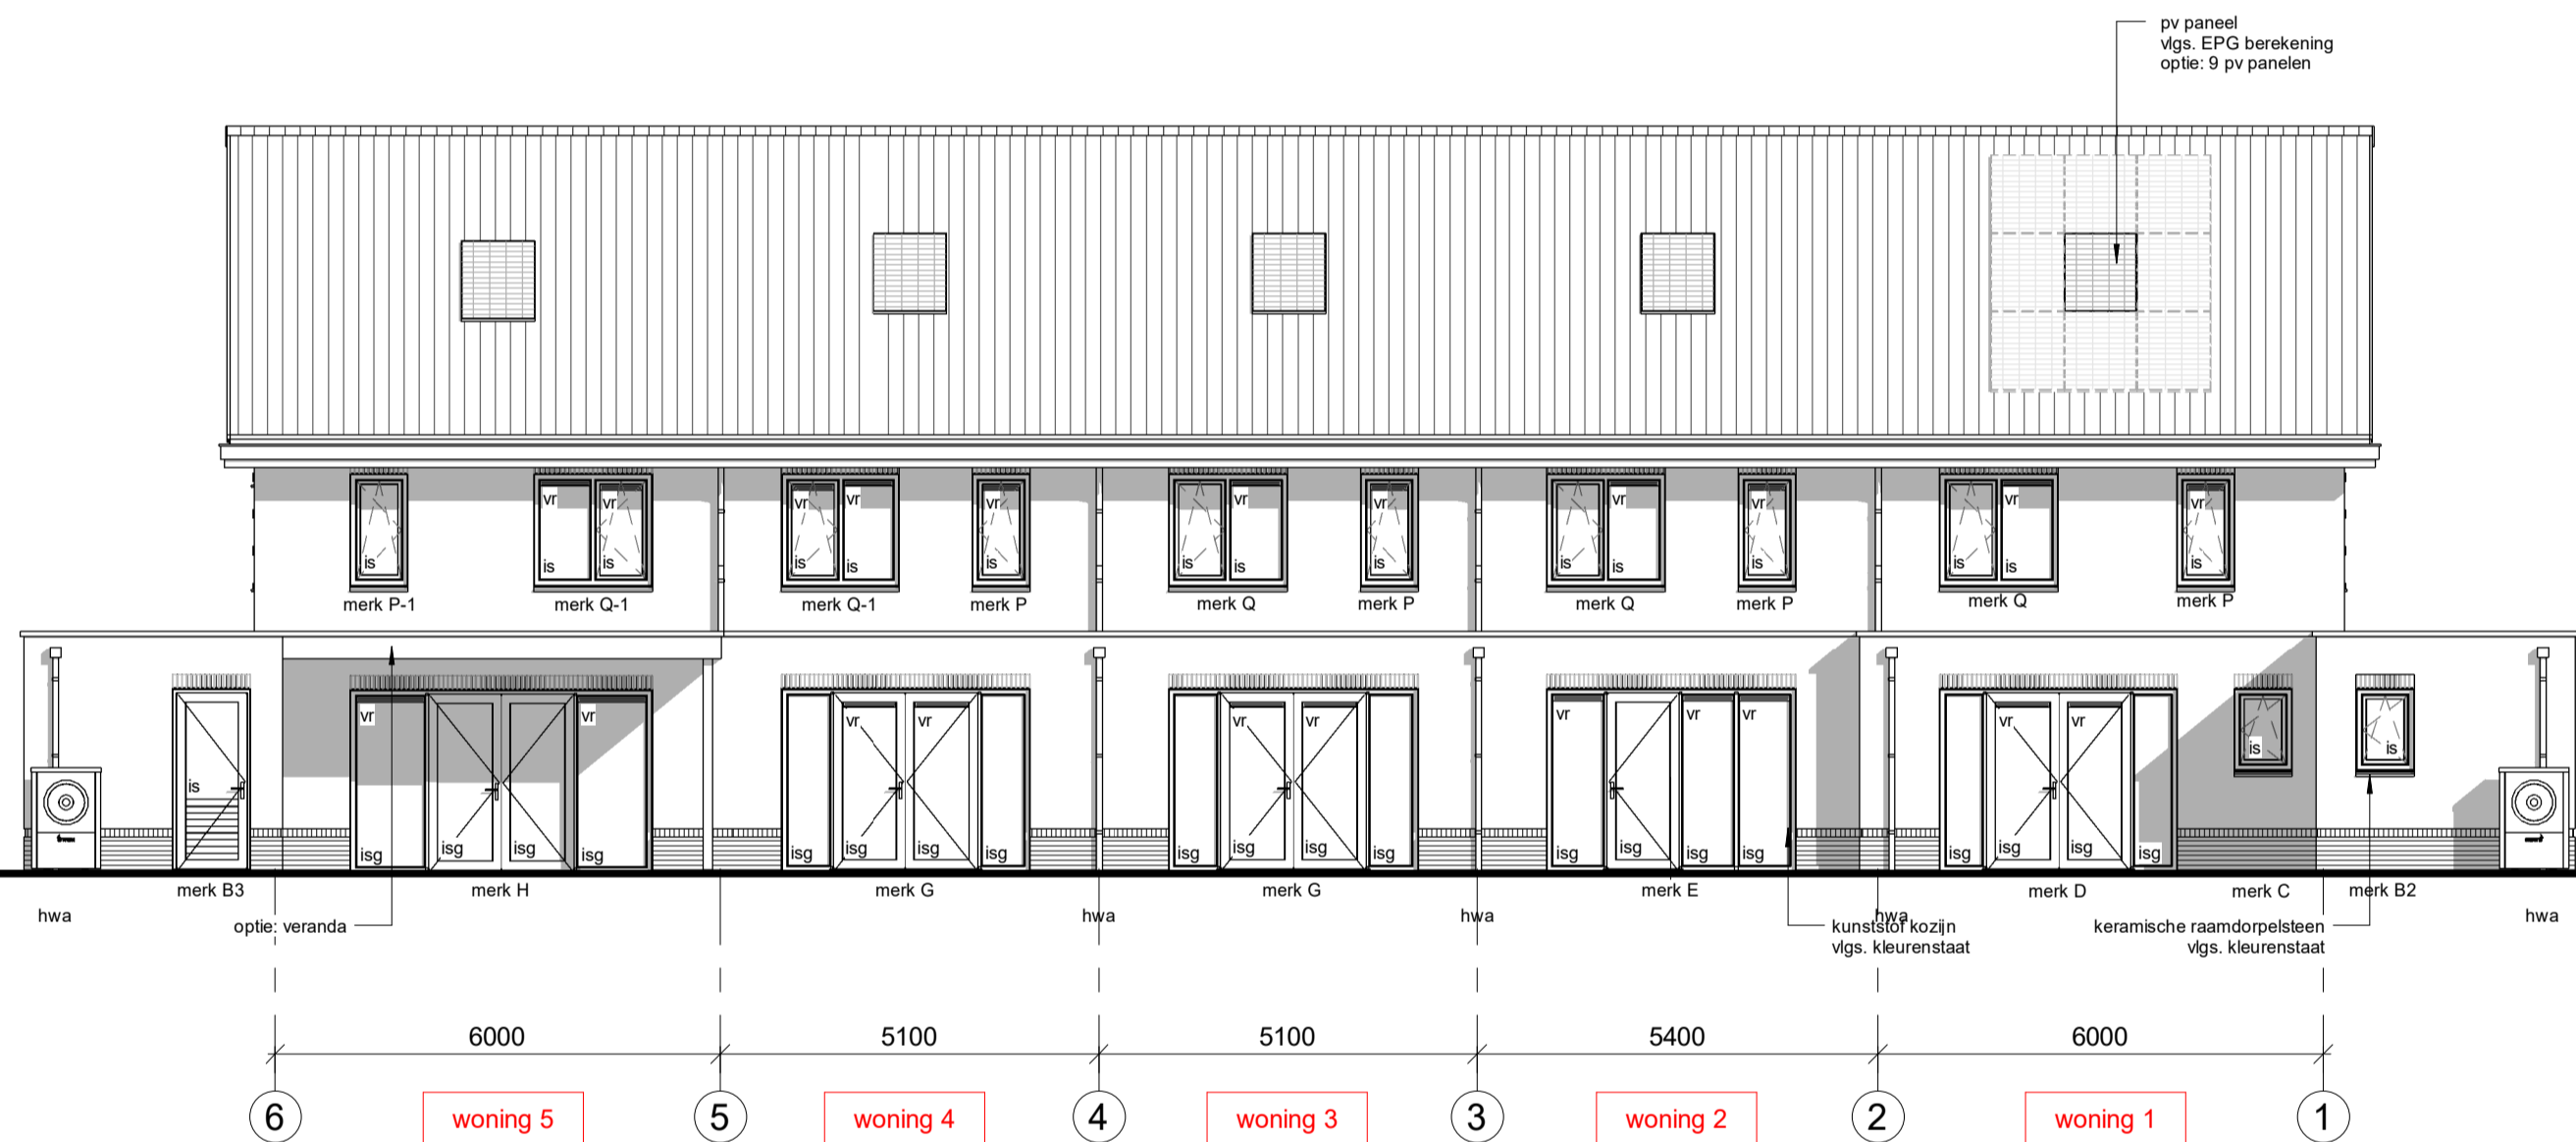 pv paneel
vlgs. EPG berekening
optie: 9 pv panelen
vr vr vr vr vr vr vr vr vr vr
is is is is is is is is is is is is is is
merk P-1 merk Q-1 merk Q-1 merk P merk Q merk P merk Q merk P merk Q merk P
vr vr vr vr vr vr vr vr vr vr vr
is is is
isg isg isg isg isg isg isg isg isg isg isg isg isg isg isg isg isg isg isg isg
merk B3 merk H merk G merk G merk E merk D merk C merk B2
hwa hwa hwa hwa hwa
optie: veranda
kunststof kozijn
vlgs. kleurenstaat
keramische raamdorpelsteen
vlgs. kleurenstaat
6000 5100 5100 5400 6000
6 woning 5 5 woning 4 4 woning 3 3 woning 2 2 woning 1 1